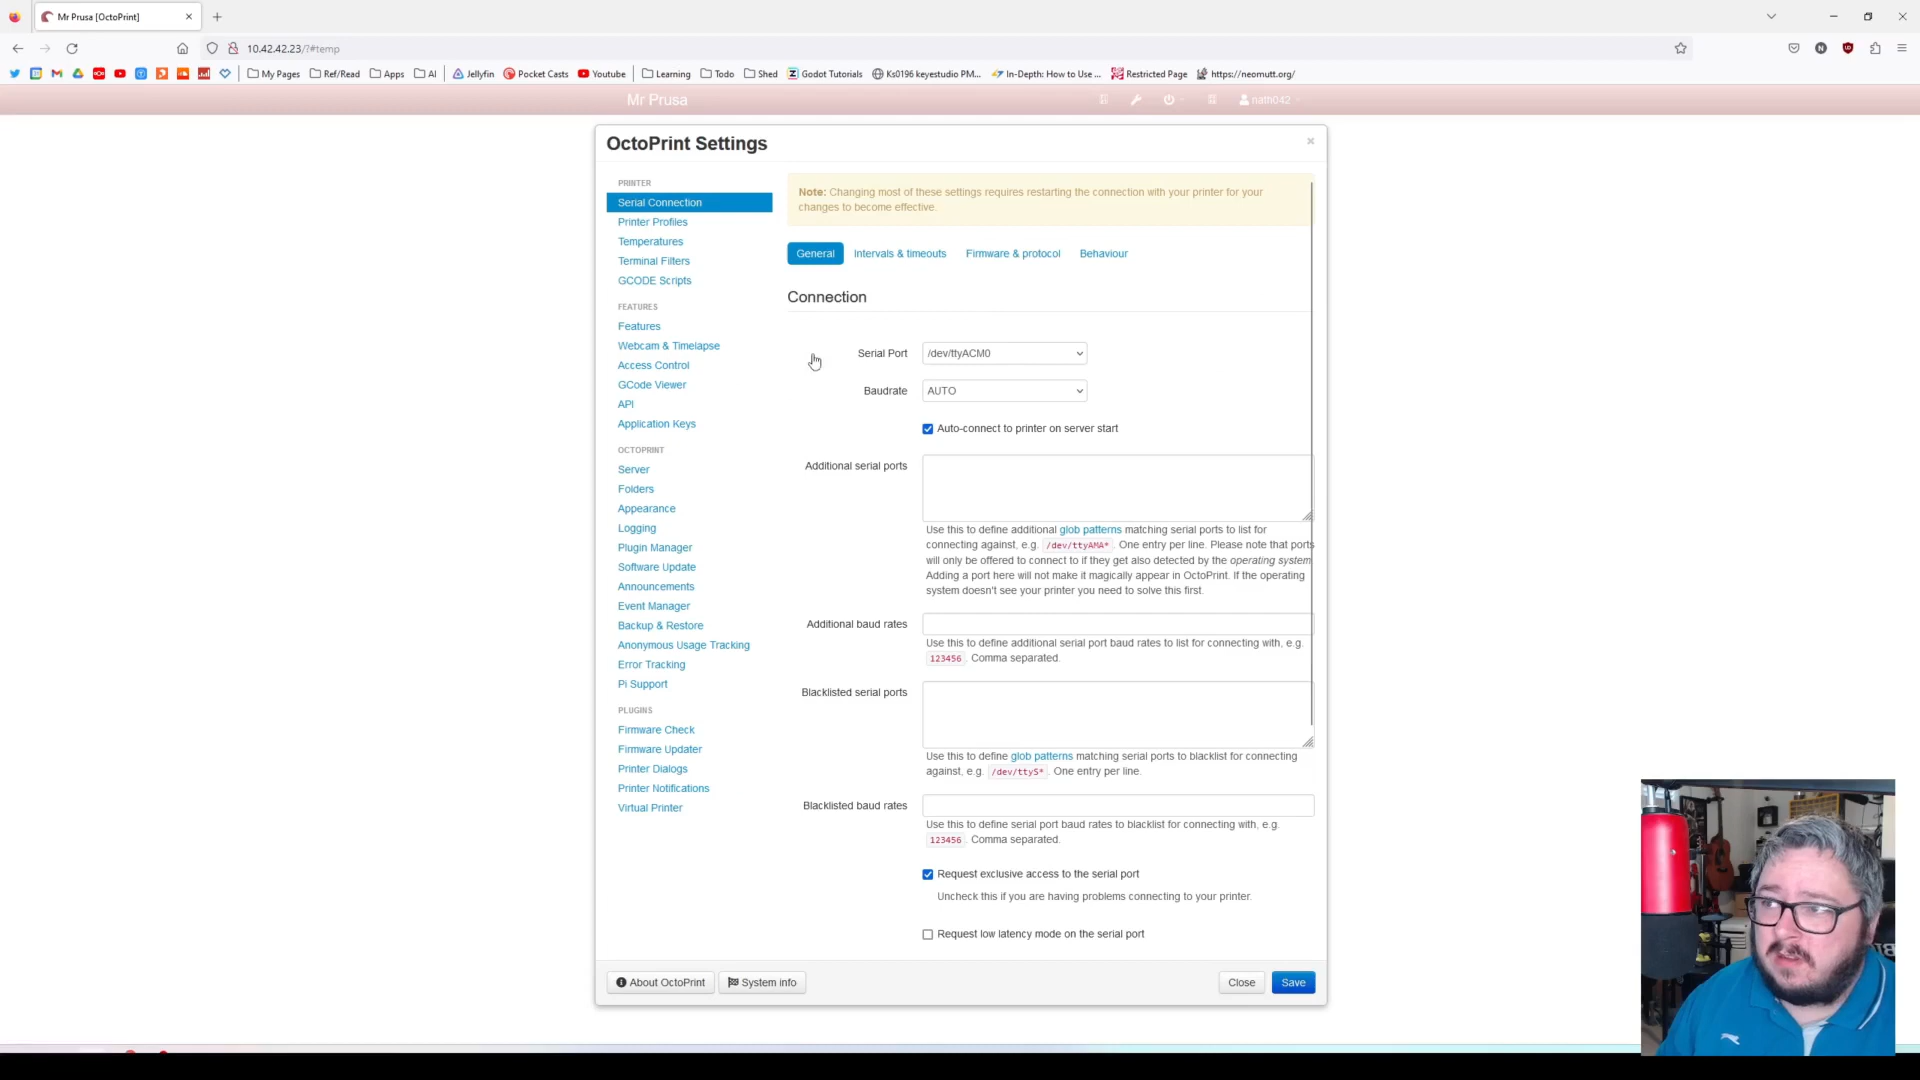 Mr Prusa [OctoPrint]
10.42.42.23/?#temp
My Pages Ref/Read Apps AI Jellyfin Pocket Casts Youtube Learning Todo Shed Godot Tutorials Ks0196 keyestudio PM... In-Depth: How to Use ... Restricted Page https://neomutt.org/
Mr Prusa nath042
OctoPrint Settings
PRINTER
Serial Connection
Printer Profiles
Temperatures
Terminal Filters
GCODE Scripts
FEATURES
Features
Webcam & Timelapse
Access Control
GCode Viewer
API
Application Keys
OCTOPRINT
Server
Folders
Appearance
Logging
Plugin Manager
Software Update
Announcements
Event Manager
Backup & Restore
Anonymous Usage Tracking
Error Tracking
Pi Support
PLUGINS
Firmware Check
Firmware Updater
Printer Dialogs
Printer Notifications
Virtual Printer
Note: Changing most of these settings requires restarting the connection with your printer for your
changes to become effective.
General Intervals & timeouts Firmware & protocol Behaviour
Connection
Serial Port /dev/ttyACM0
Baudrate AUTO
Auto-connect to printer on server start
Additional serial ports
Use this to define additional glob patterns matching serial ports to list for
connecting against, e.g. /dev/ttyAMA* . One entry per line. Please note that ports
will only be offered to connect to if they get also detected by the operating system
Adding a port here will not make it magically appear in OctoPrint. If the operating
system doesn't see your printer you need to solve this first.
Additional baud rates
Use this to define additional serial port baud rates to list for connecting with, e.g.
123456 . Comma separated.
Blacklisted serial ports
Use this to define glob patterns matching serial ports to blacklist for connecting
against, e.g. /dev/ttyS* . One entry per line.
Blacklisted baud rates
Use this to define serial port baud rates to blacklist for connecting with, e.g.
123456 . Comma separated.
Request exclusive access to the serial port
Uncheck this if you are having problems connecting to your printer.
Request low latency mode on the serial port
About OctoPrint System info Close Save